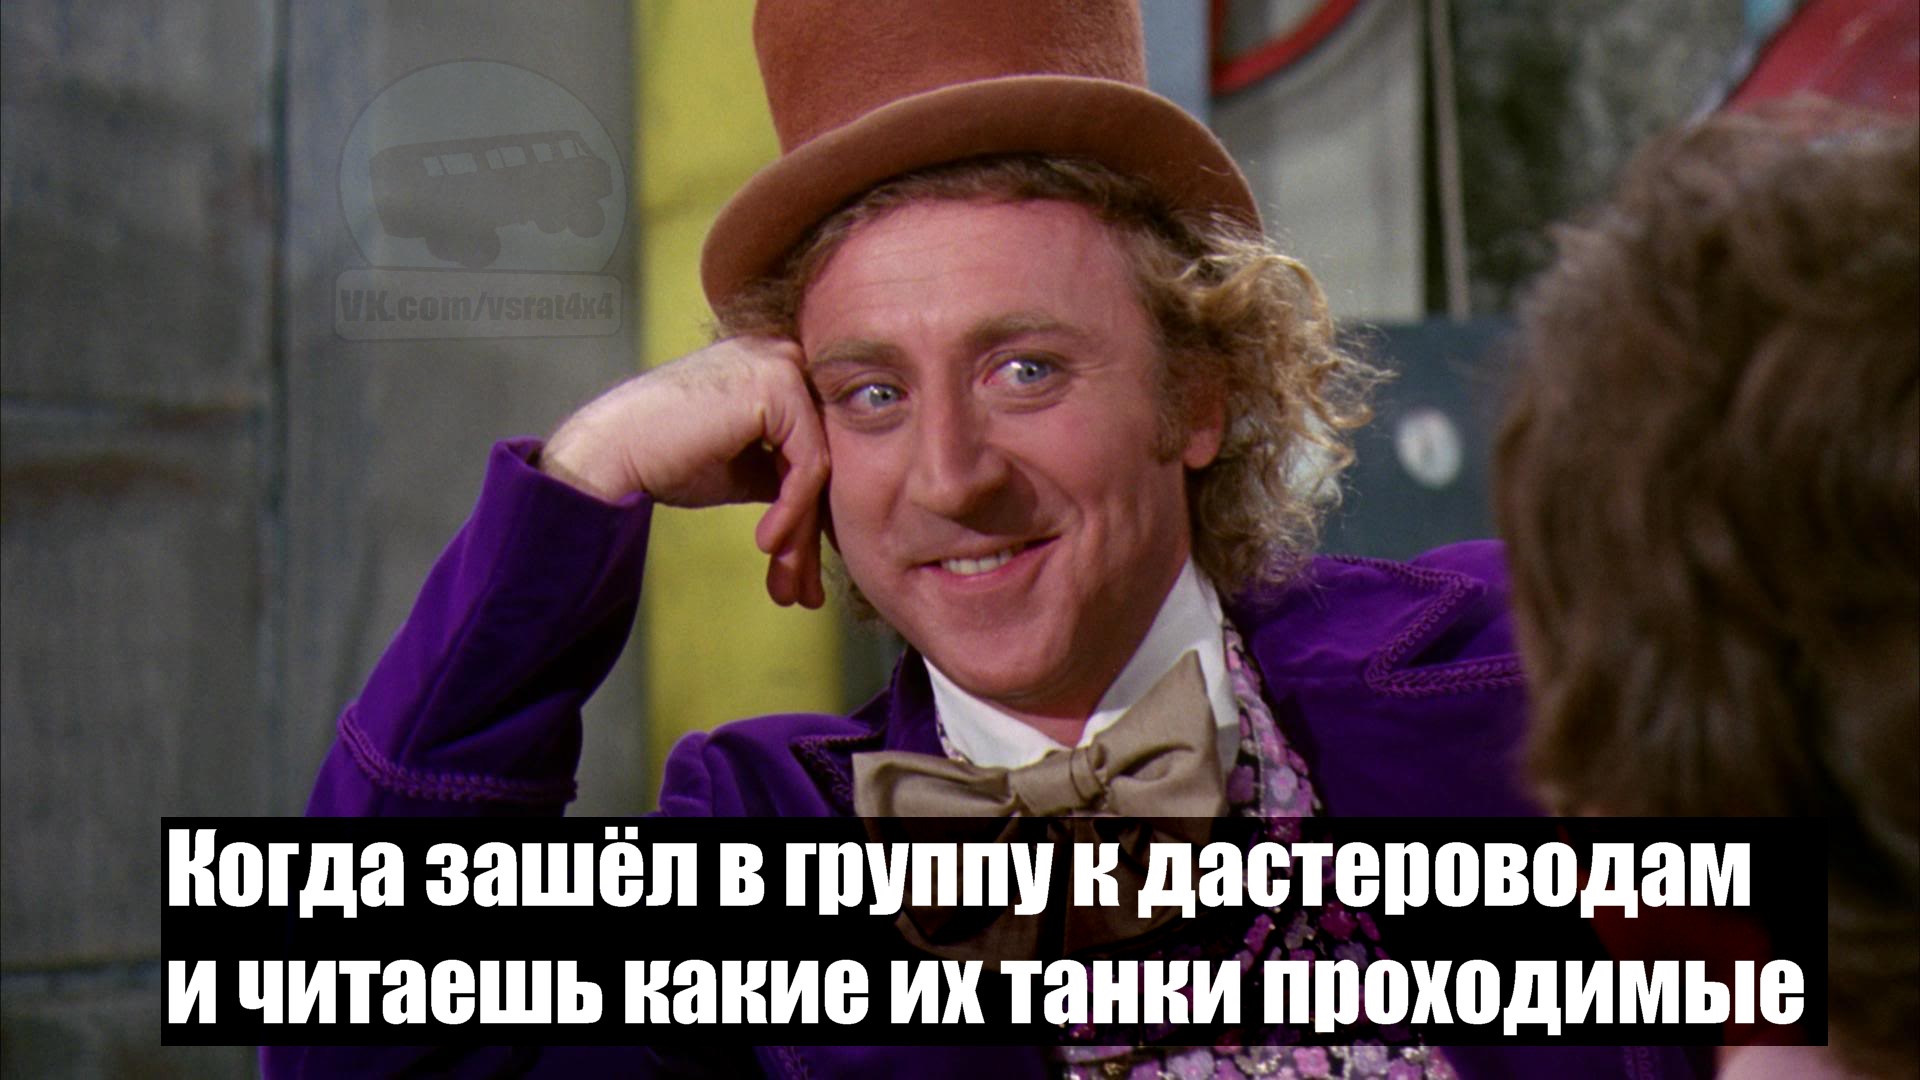 VK.com/vsrat4x4
Когда зашёл в группу к дастероводам
и читаешь какие их танки проходимые